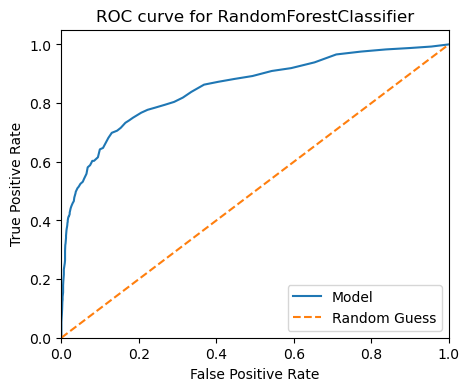 ROC curve for RandomForestClassifier
True Positive Rate
1.0
0.8
0.6
0.4
0.2
0.0
0.0 0.2 0.4 0.6 0.8 1.0
False Positive Rate
Model
Random Guess